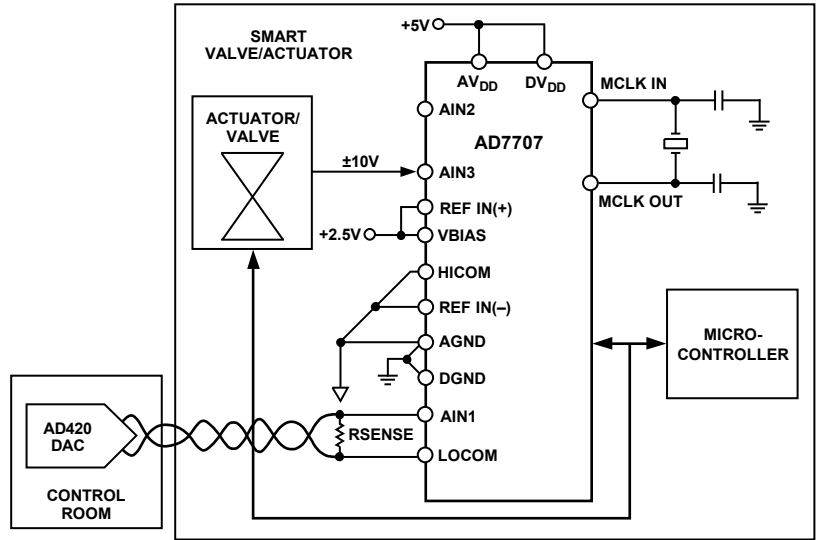 SMART
VALVE/ACTUATOR
+5V
AVDD
DVDD
MCLK IN
AIN2
AD7707
ACTUATOR/
VALVE
±10V
AIN3
MCLK OUT
REF IN(+)
+2.5V
VBIAS
HICOM
REF IN(–)
MICRO-
CONTROLLER
AGND
DGND
AD420
DAC
AIN1
RSENSE
LOCOM
CONTROL
ROOM